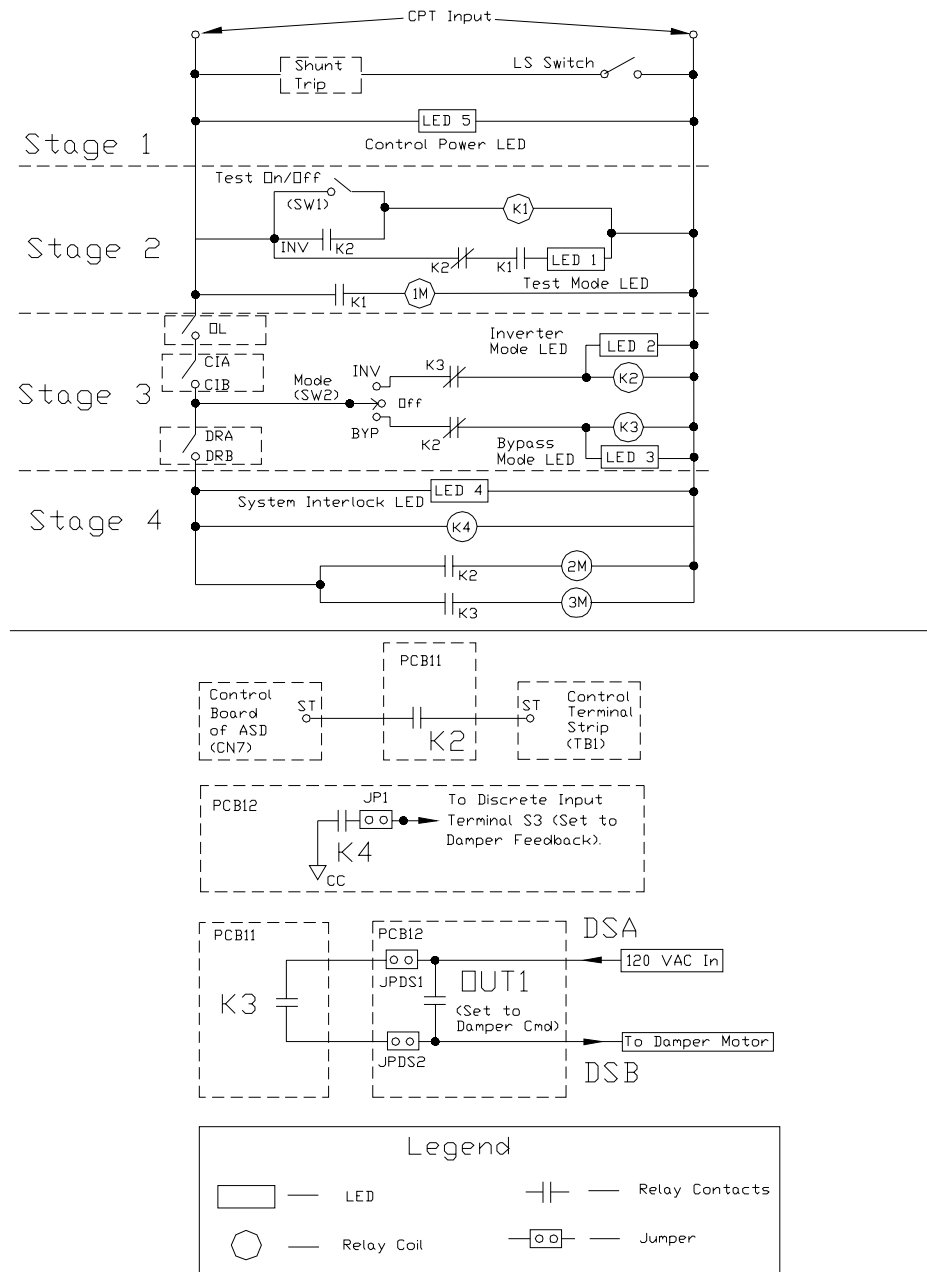 CPT Input
Shunt
Trip
LS Switch
LED 5
Control Power LED
Stage 1
Test On/Off
(SW1)
K1
Stage 2
INV
K2
K2
K1
LED 1
Test Mode LED
K1
1M
OL
Inverter
Mode LED
LED 2
CIA
CIB
Stage 3
Mode
(SW2)
INV
K3
K2
Off
BYP
K2
K3
Bypass
Mode LED
LED 3
DRA
DRB
System Interlock LED
LED 4
Stage 4
K4
K2
2M
K3
3M
PCB11
Control
Board
of ASD
(CN7)
ST
K2
ST
Control
Terminal
Strip
(TB1)
PCB12
JP1
K4
CC
To Discrete Input
Terminal S3 (Set to
Damper Feedback).
PCB11
PCB12
DSA
120 VAC In
JPDS1
K3
OUT1
(Set to
Damper Cmd)
To Damper Motor
JPDS2
DSB
Legend
LED
Relay Contacts
Relay Coil
Jumper